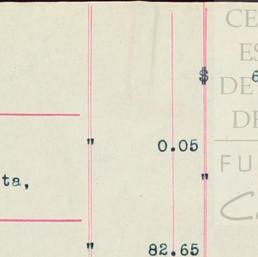 CE
$ 6
ES
DE
DE
" 0.05
FU
ta, "
" 82.65